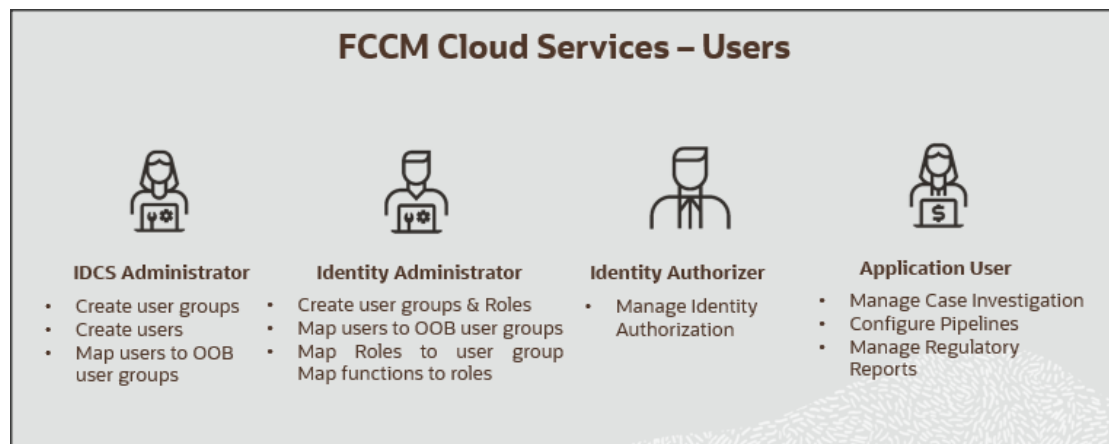 FCCM Cloud Services – Users
IDCS Administrator
• Create user groups
• Create users
• Map users to OOB
user groups
Identity Administrator
• Create user groups & Roles
• Map users to OOB user groups
• Map Roles to user group
Map functions to roles
Identity Authorizer
• Manage Identity
Authorization
$
Application User
• Manage Case Investigation
• Configure Pipelines
• Manage Regulatory
Reports